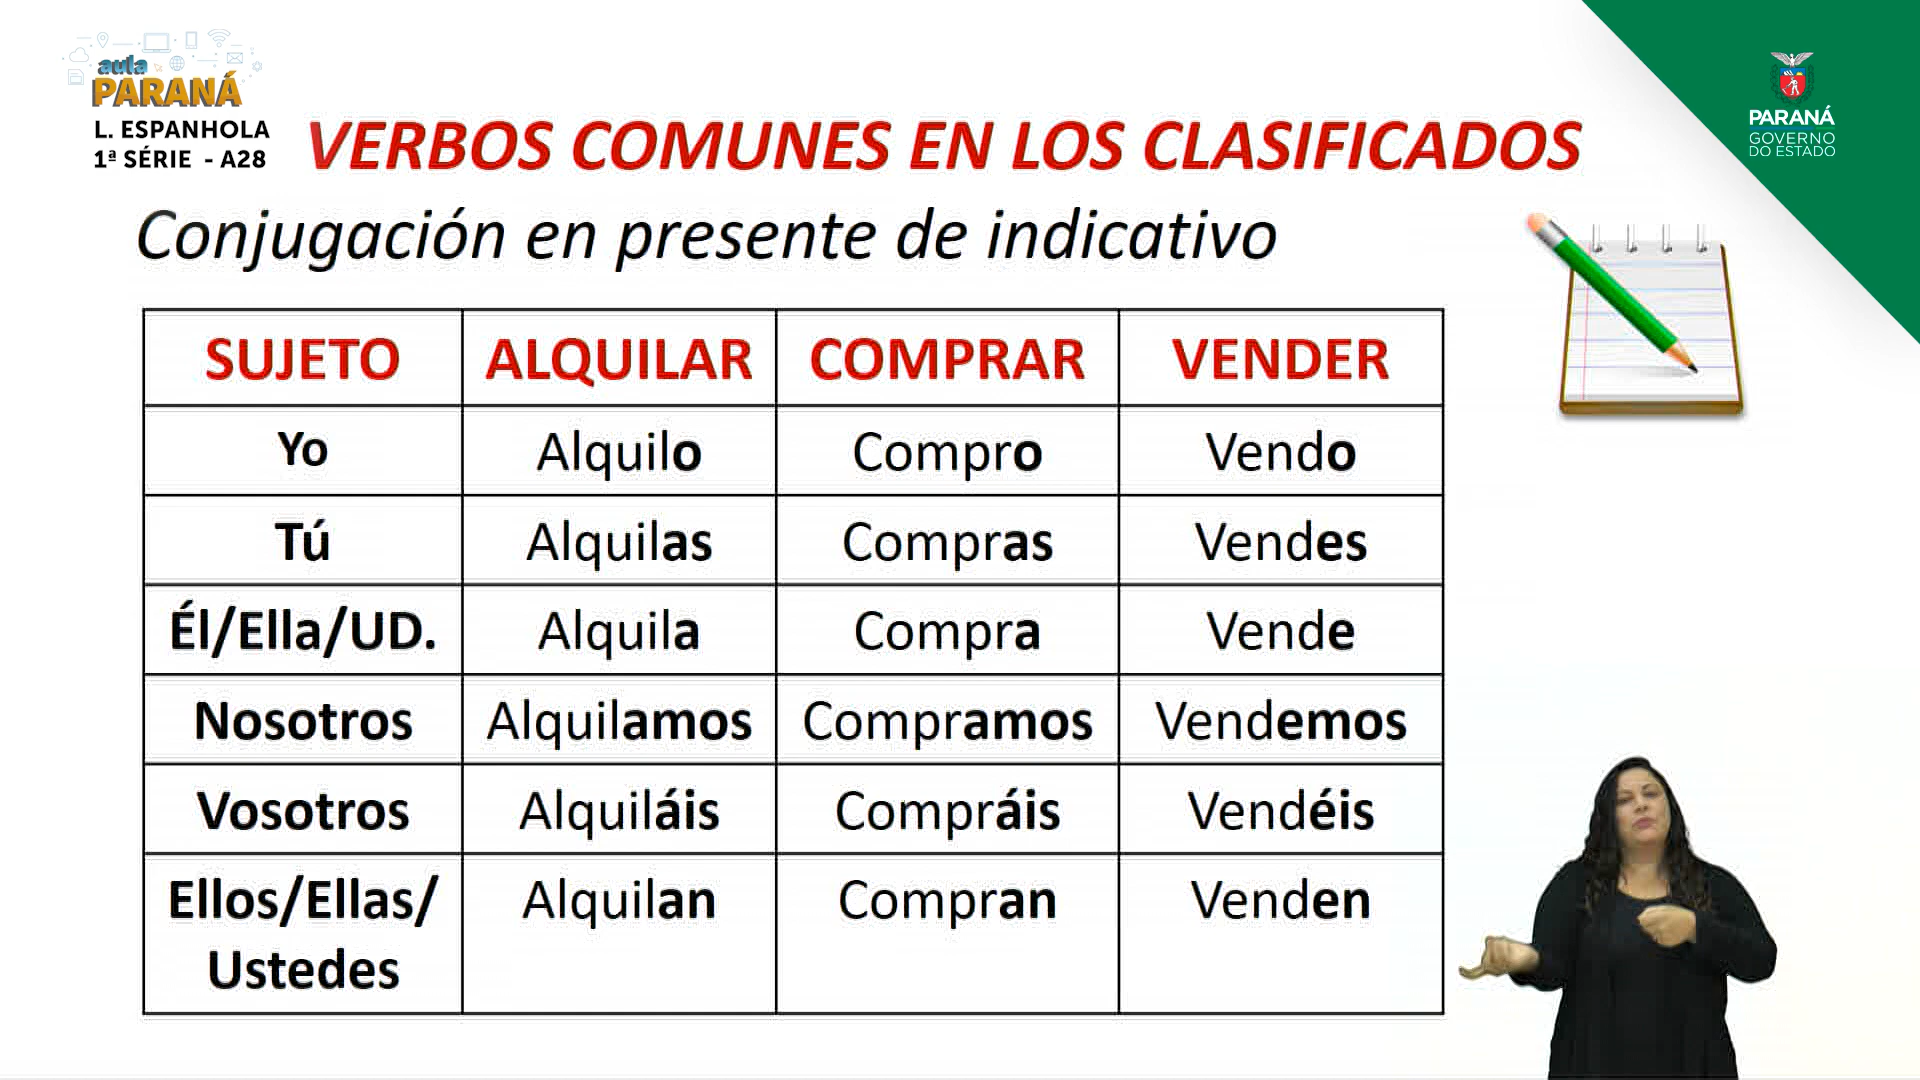 aula
PARANÁ
L. ESPANHOLA
1ª SÉRIE - A28
VERBOS COMUNES EN LOS CLASIFICADOS
PARANÁ
GOVERNO
DO ESTADO
Conjugación en presente de indicativo
SUJETO ALQUILAR COMPRAR VENDER
Yo Alquilo Compro Vendo
Tú Alquilas Compras Vendes
Él/Ella/UD. Alquila Compra Vende
Nosotros Alquilamos Compramos Vendemos
Vosotros Alquiláis Compráis Vendéis
Ellos/Ellas/ Alquilan Compran Venden
Ustedes